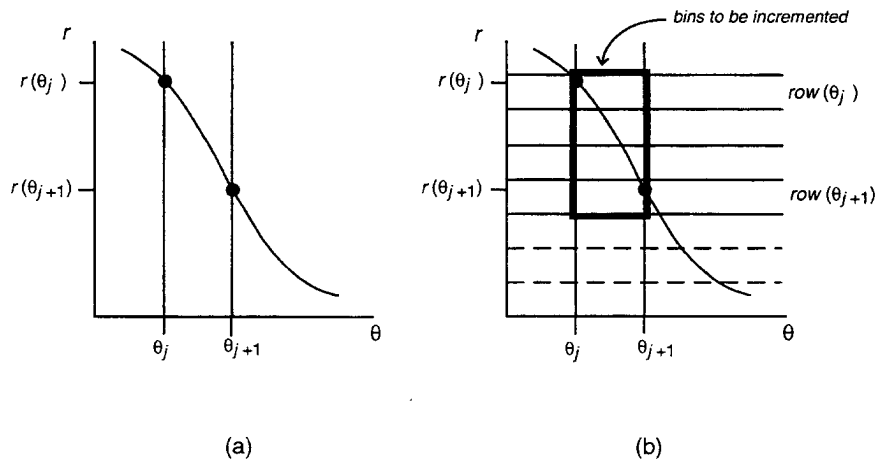 bins to be incremented
r
r(θj)
r(θj+1)
θj
θj+1
θ
r
r(θj)
r(θj+1)
row(θj)
row(θj+1)
θj
θj+1
θ
(a)
(b)